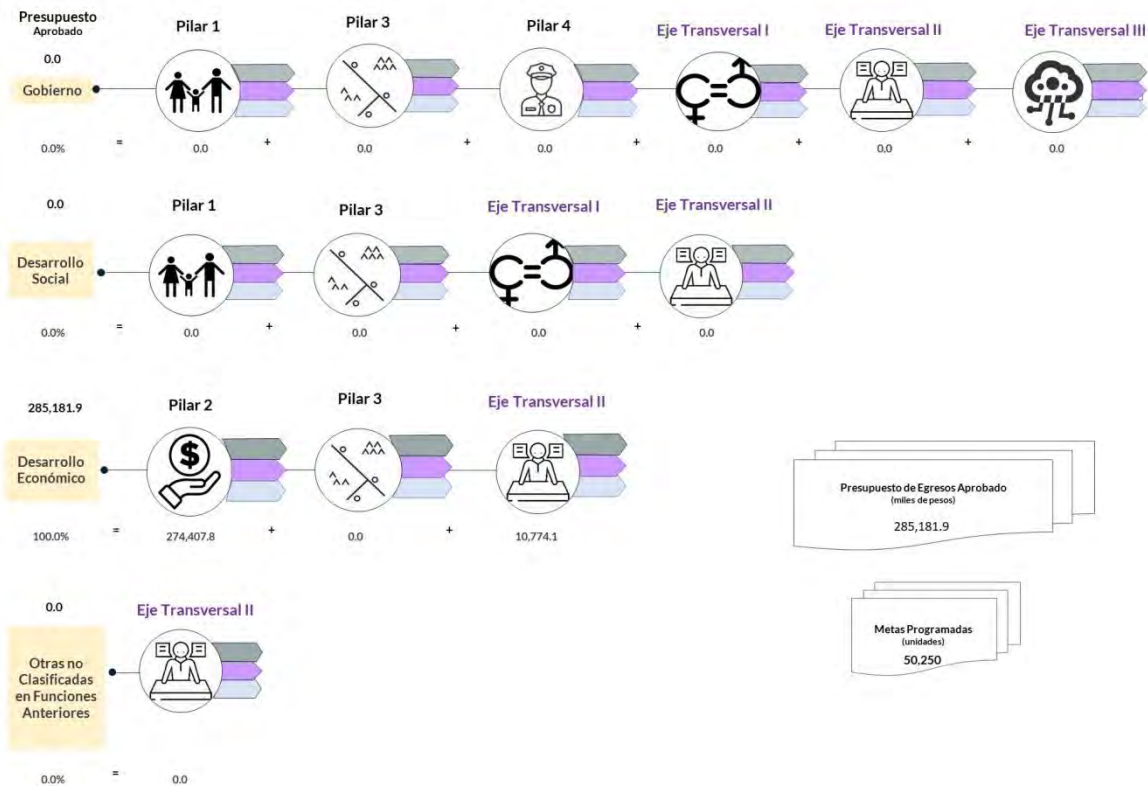 Presupuesto
Aprobado
Pilar 1
Pilar 3
Pilar 4
Eje Transversal I
Eje Transversal II
Eje Transversal III
0.0
Gobierno
0.0%
=
0.0
+
0.0
+
0.0
+
0.0
+
0.0
+
0.0
0.0
Pilar 1
Pilar 3
Eje Transversal I
Eje Transversal II
Desarrollo
Social
0.0%
=
0.0
+
0.0
+
0.0
+
0.0
285,181.9
Pilar 2
Pilar 3
Eje Transversal II
$
Desarrollo
Económico
100.0%
=
274,407.8
+
0.0
+
10,774.1
Presupuesto de Egresos Aprobado
(miles de pesos)
285,181.9
Metas Programadas
(unidades)
50,250
0.0
Eje Transversal II
Otras no
Clasificadas
en Funciones
Anteriores
0.0%
=
0.0